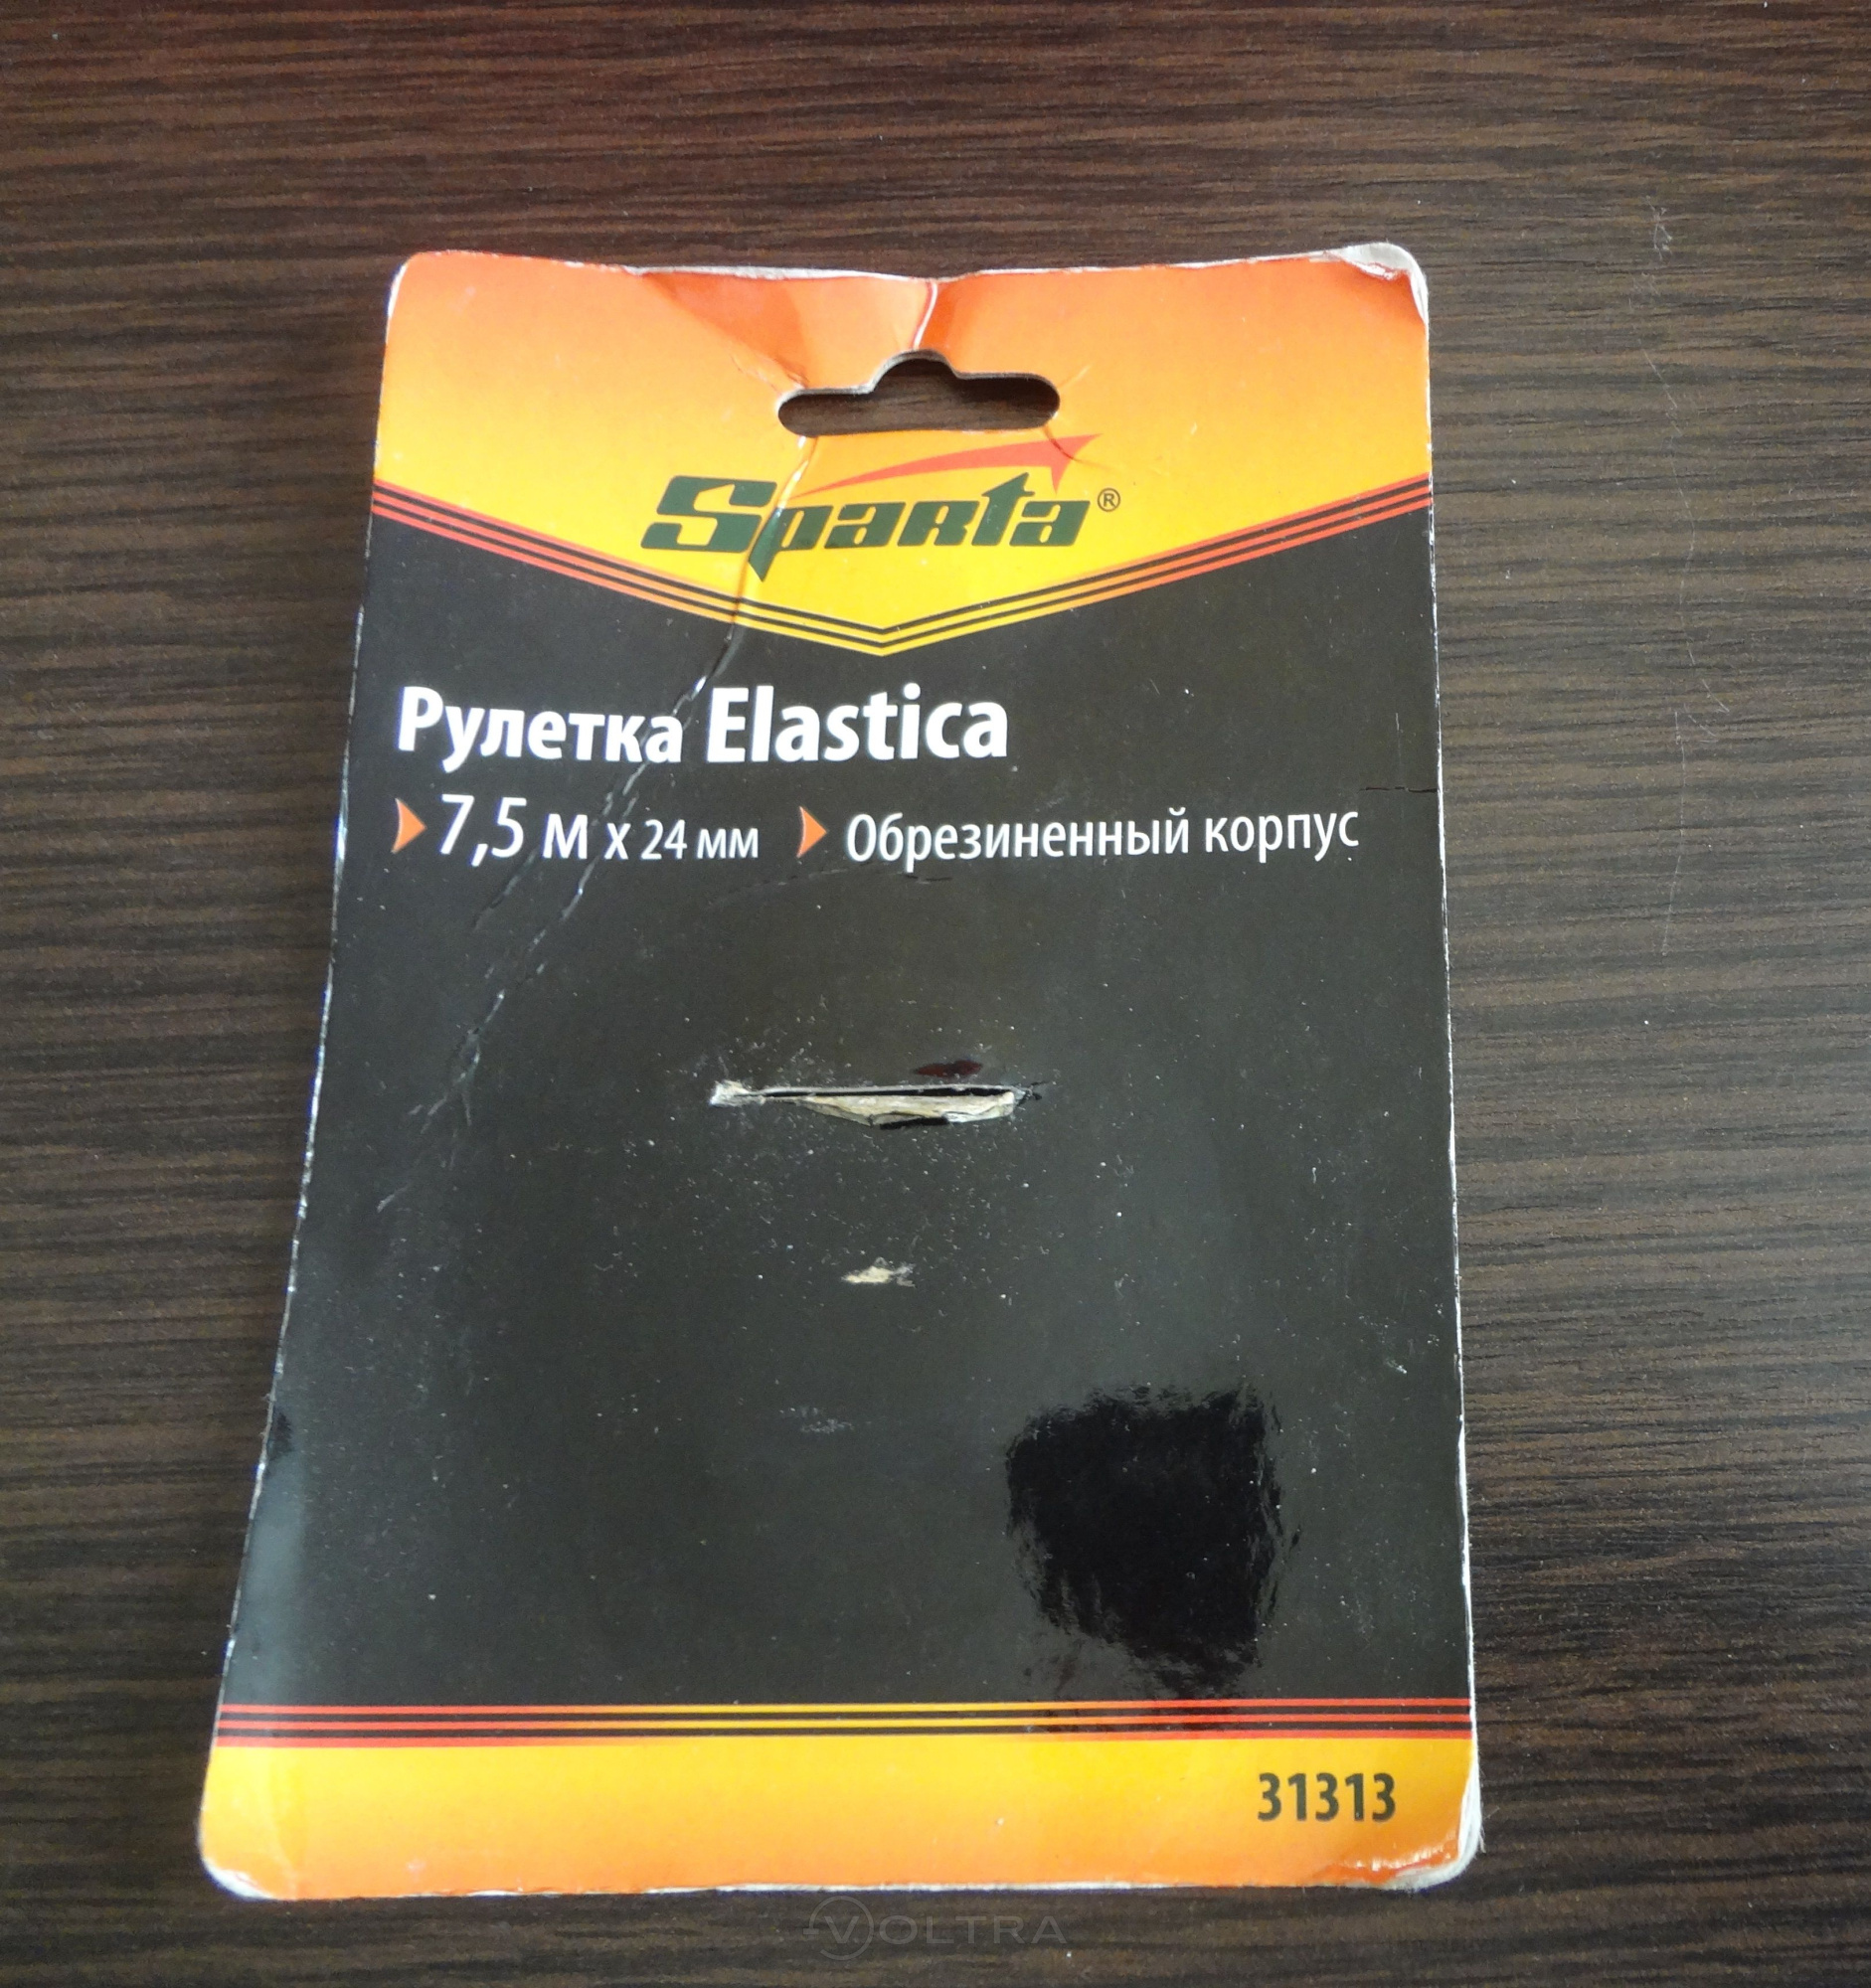 Sparta®
Рулетка Elastica
7,5 м х 24 мм Обрезиненный корпус
31313
VOLTRA